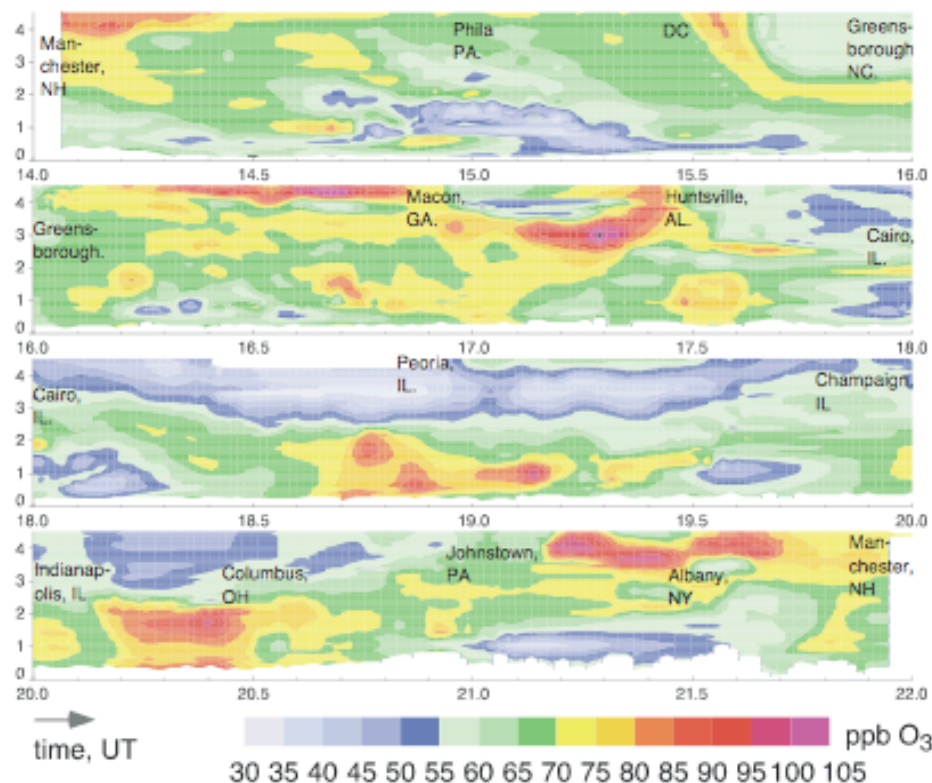 4
Man-
chester,
NH
Phila
PA.
DC
Greens-
borough
NC.
3
2
1
0
14.0 14.5 15.0 15.5 16.0
4
Greens-
borough.
Macon,
GA.
Huntsville,
AL.
Cairo,
IL.
3
2
1
0
16.0 16.5 17.0 17.5 18.0
4
Cairo,
IL.
Peoria,
IL.
Champaign,
IL
3
2
1
0
18.0 18.5 19.0 19.5 20.0
4
Indianap-
olis, IL
Columbus,
OH
Johnstown,
PA
Albany,
NY
Man-
chester,
NH
3
2
1
0
20.0 20.5 21.0 21.5 22.0
time, UT
ppb O3
30 35 40 45 50 55 60 65 70 75 80 85 90 95 100 105